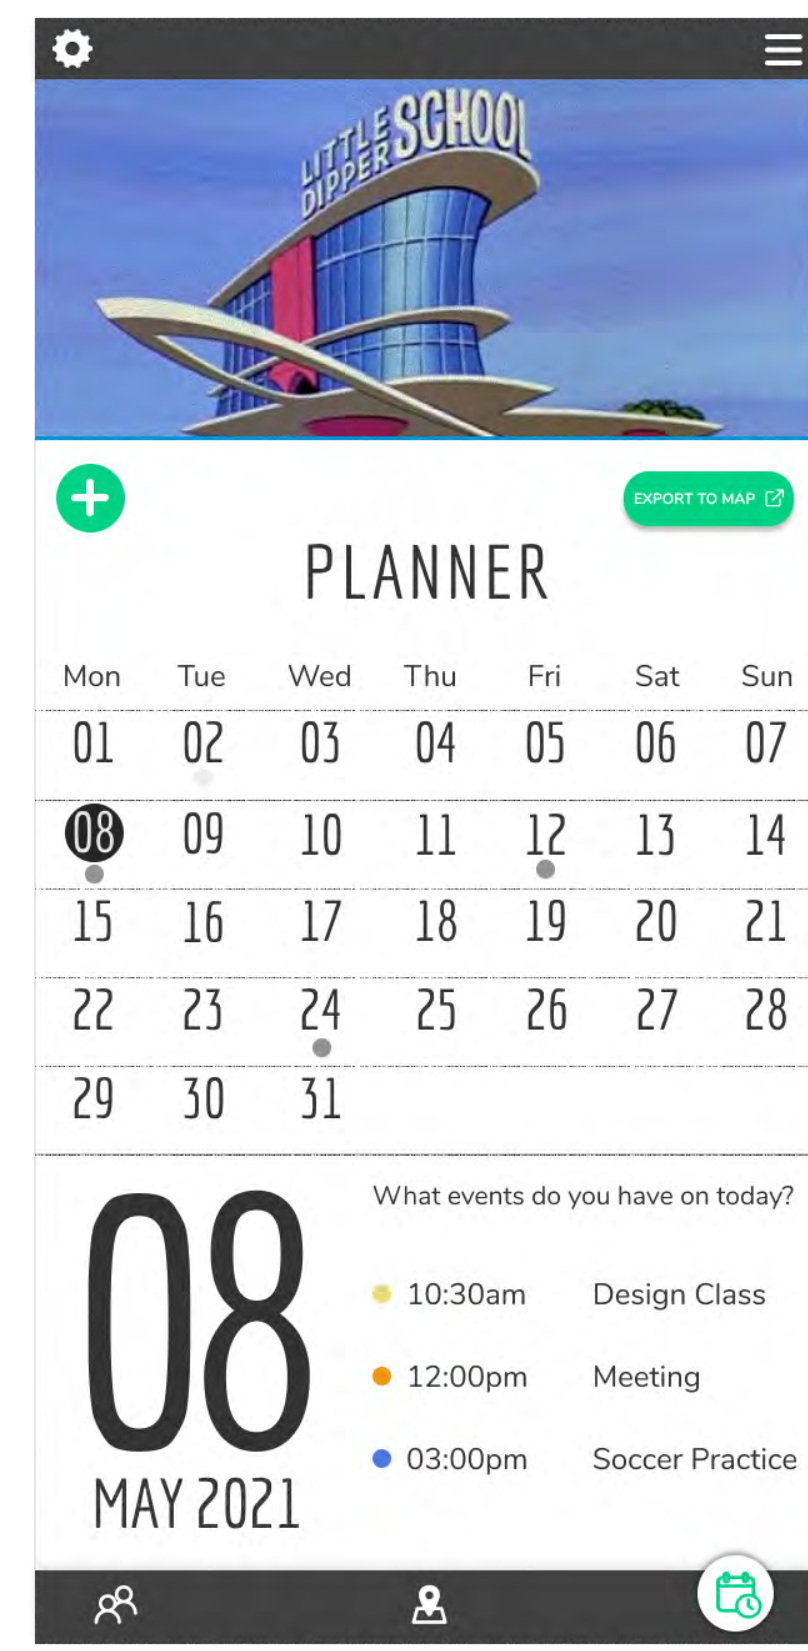 LITTLE DIPPER SCHOOL
EXPORT TO MAP
PLANNER
Mon Tue Wed Thu Fri Sat Sun
01 02 03 04 05 06 07
08 09 10 11 12 13 14
15 16 17 18 19 20 21
22 23 24 25 26 27 28
29 30 31
08
MAY 2021
What events do you have on today?
10:30am Design Class
12:00pm Meeting
03:00pm Soccer Practice